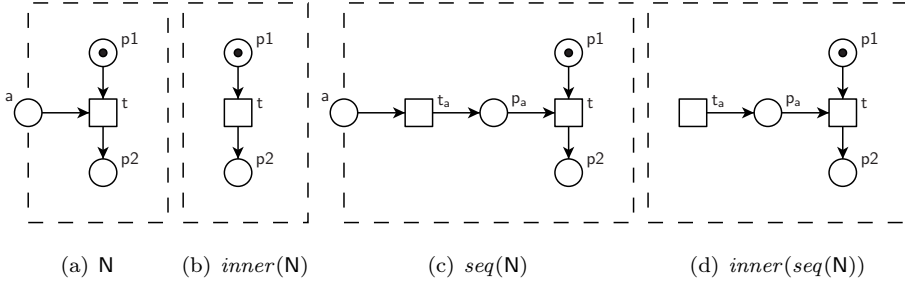 p1 p1 p1 p1
a t t a tₐ pₐ t tₐ pₐ t
p2 p2 p2 p2
(a) N (b) inner(N) (c) seq(N) (d) inner(seq(N))